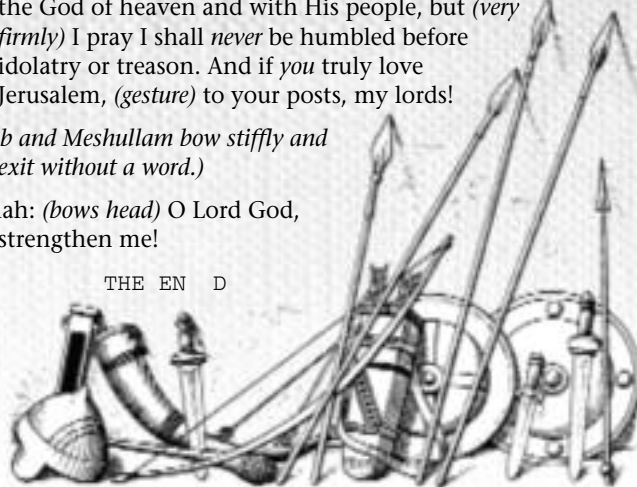 the God of heaven and with His people, but (very
firmly) I pray I shall never be humbled before
idolatry or treason. And if you truly love
Jerusalem, (gesture) to your posts, my lords!
b and Meshullam bow stiffly and
exit without a word.)
iah: (bows head) O Lord God,
strengthen me!
THE EN D